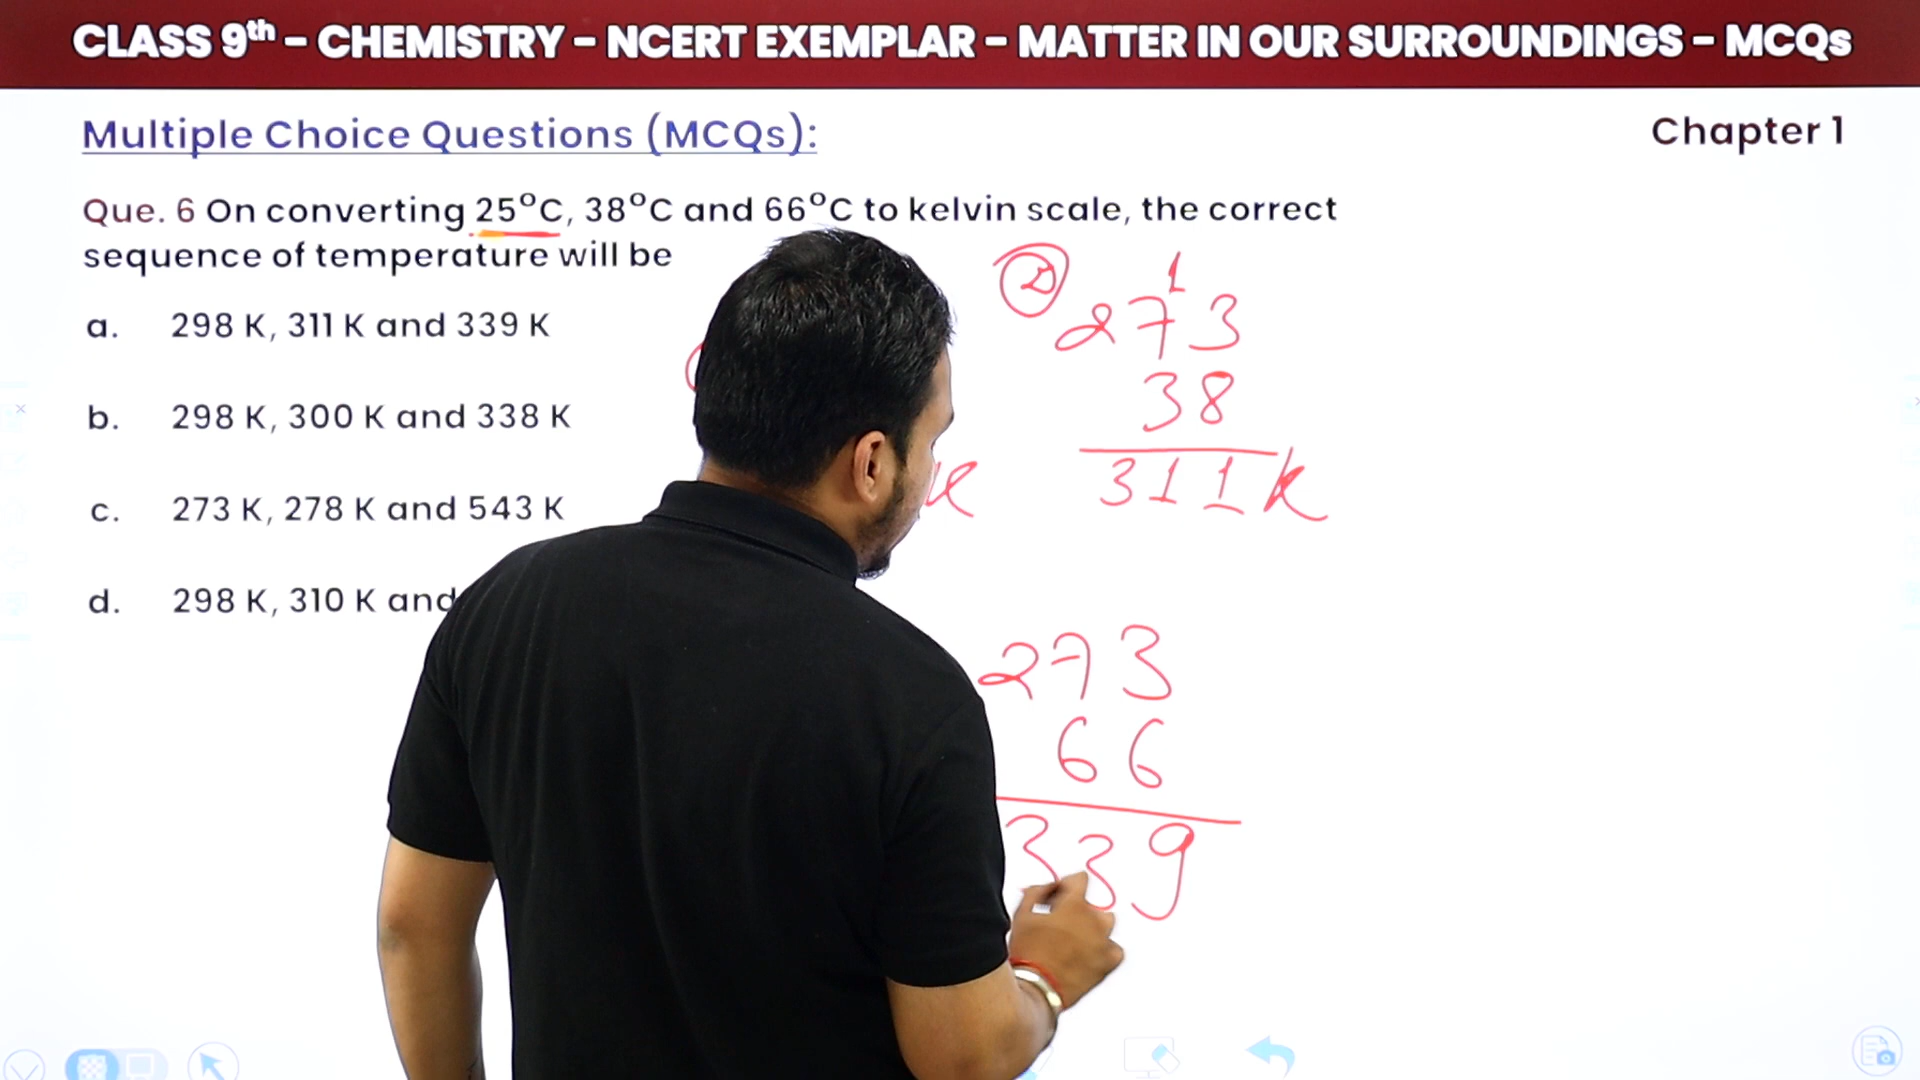 CLASS 9th - CHEMISTRY - NCERT EXEMPLAR - MATTER IN OUR SURROUNDINGS - MCQs
Multiple Choice Questions (MCQs):
Chapter 1
Que. 6 On converting 25°C, 38°C and 66°C to kelvin scale, the correct
sequence of temperature will be
a. 298 K, 311 K and 339 K
b. 298 K, 300 K and 338 K
c. 273 K, 278 K and 543 K
d. 298 K, 310 K and
2
1
273
38
311K
K
273
66
339